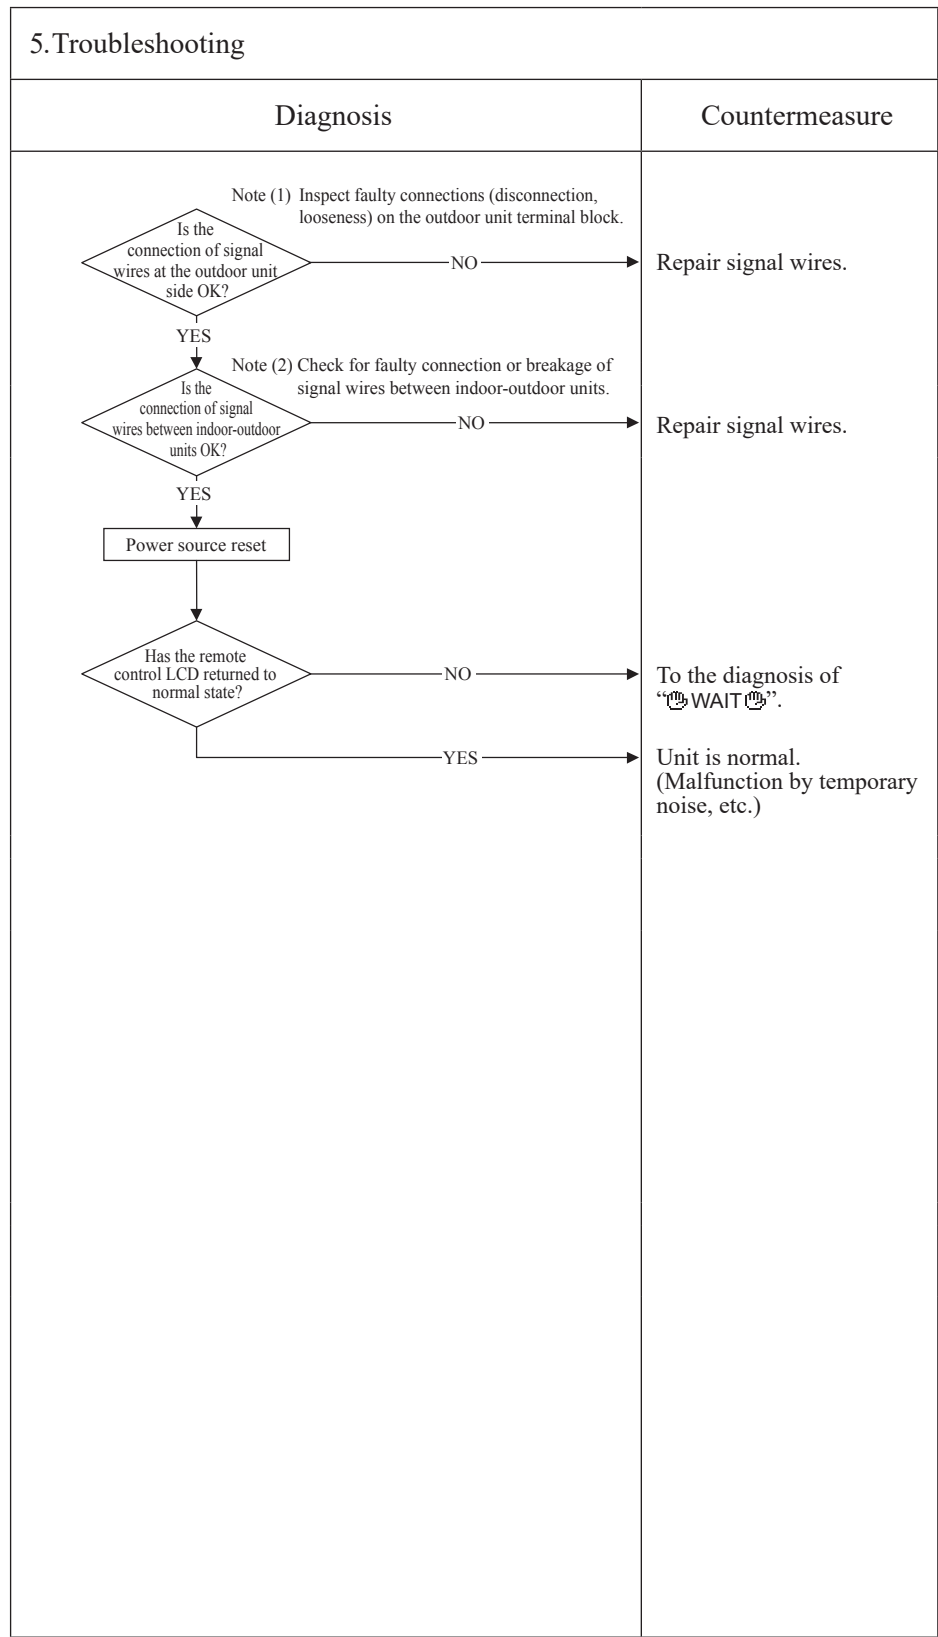 5.Troubleshooting
Diagnosis
Countermeasure
Note (1) Inspect faulty connections (disconnection,
looseness) on the outdoor unit terminal block.
Is the
connection of signal
wires at the outdoor unit
side OK?
NO
Repair signal wires.
YES
Note (2) Check for faulty connection or breakage of
signal wires between indoor-outdoor units.
Is the
connection of signal
wires between indoor-outdoor
units OK?
NO
Repair signal wires.
YES
Power source reset
Has the remote
control LCD returned to
normal state?
NO
To the diagnosis of
“WAIT”.
YES
Unit is normal.
(Malfunction by temporary
noise, etc.)